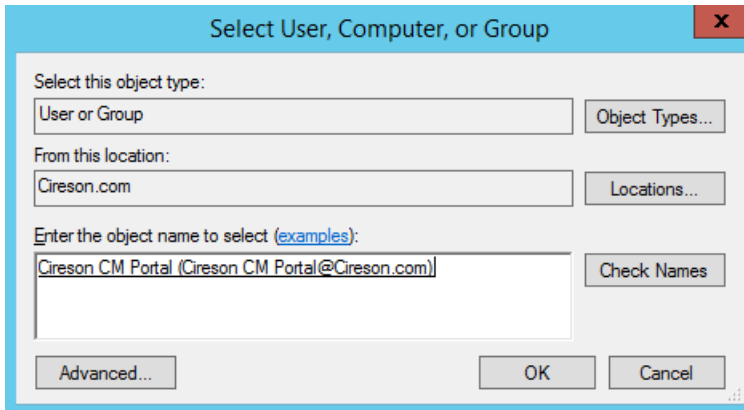 Select User, Computer, or Group
x
Select this object type:
User or Group
Object Types...
From this location:
Cireson.com
Locations...
Enter the object name to select (examples):
Cireson CM Portal (Cireson CM Portal@Cireson.com)
Check Names
Advanced...
OK
Cancel